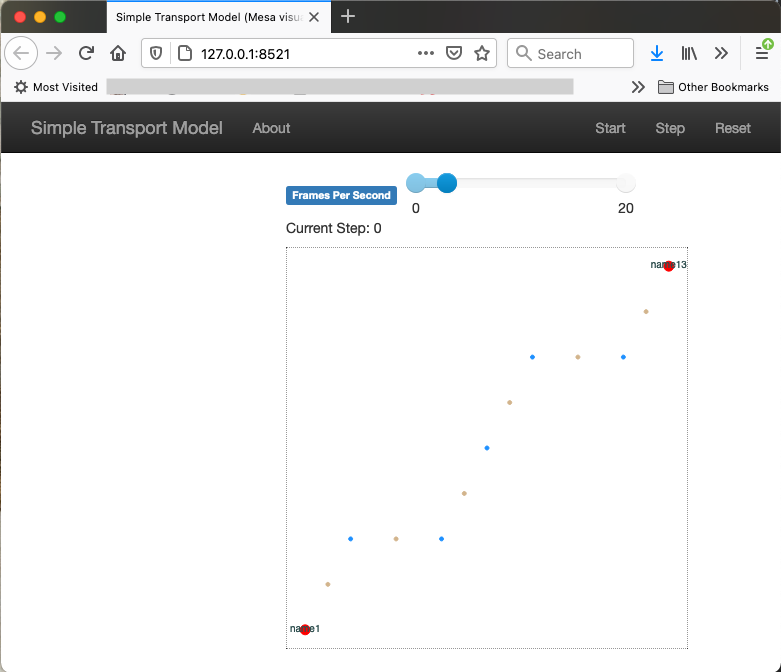 Simple Transport Model (Mesa visua
127.0.0.1:8521
Search
Most Visited
Other Bookmarks
Simple Transport Model About Start Step Reset
Frames Per Second
0 20
Current Step: 0
name13
name1